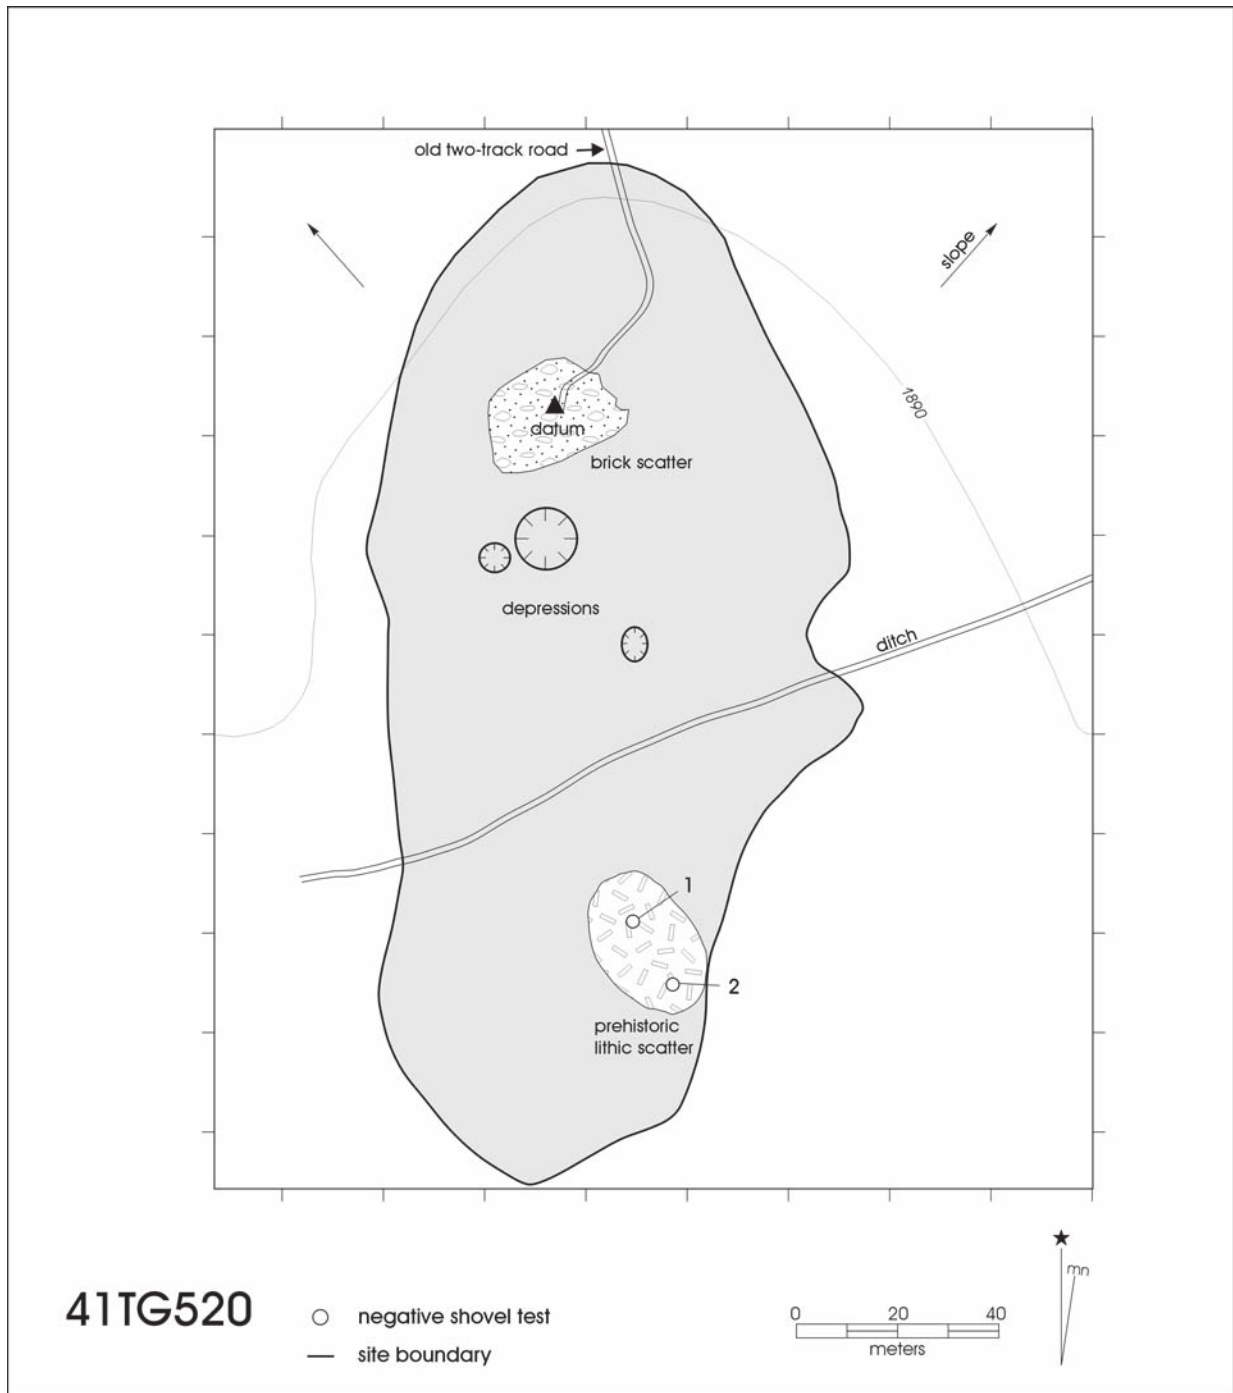 old two-track road
slope
1890
datum
brick scatter
depressions
ditch
1
2
prehistoric
lithic scatter
mn
41TG520
negative shovel test
site boundary
0 20 40
meters